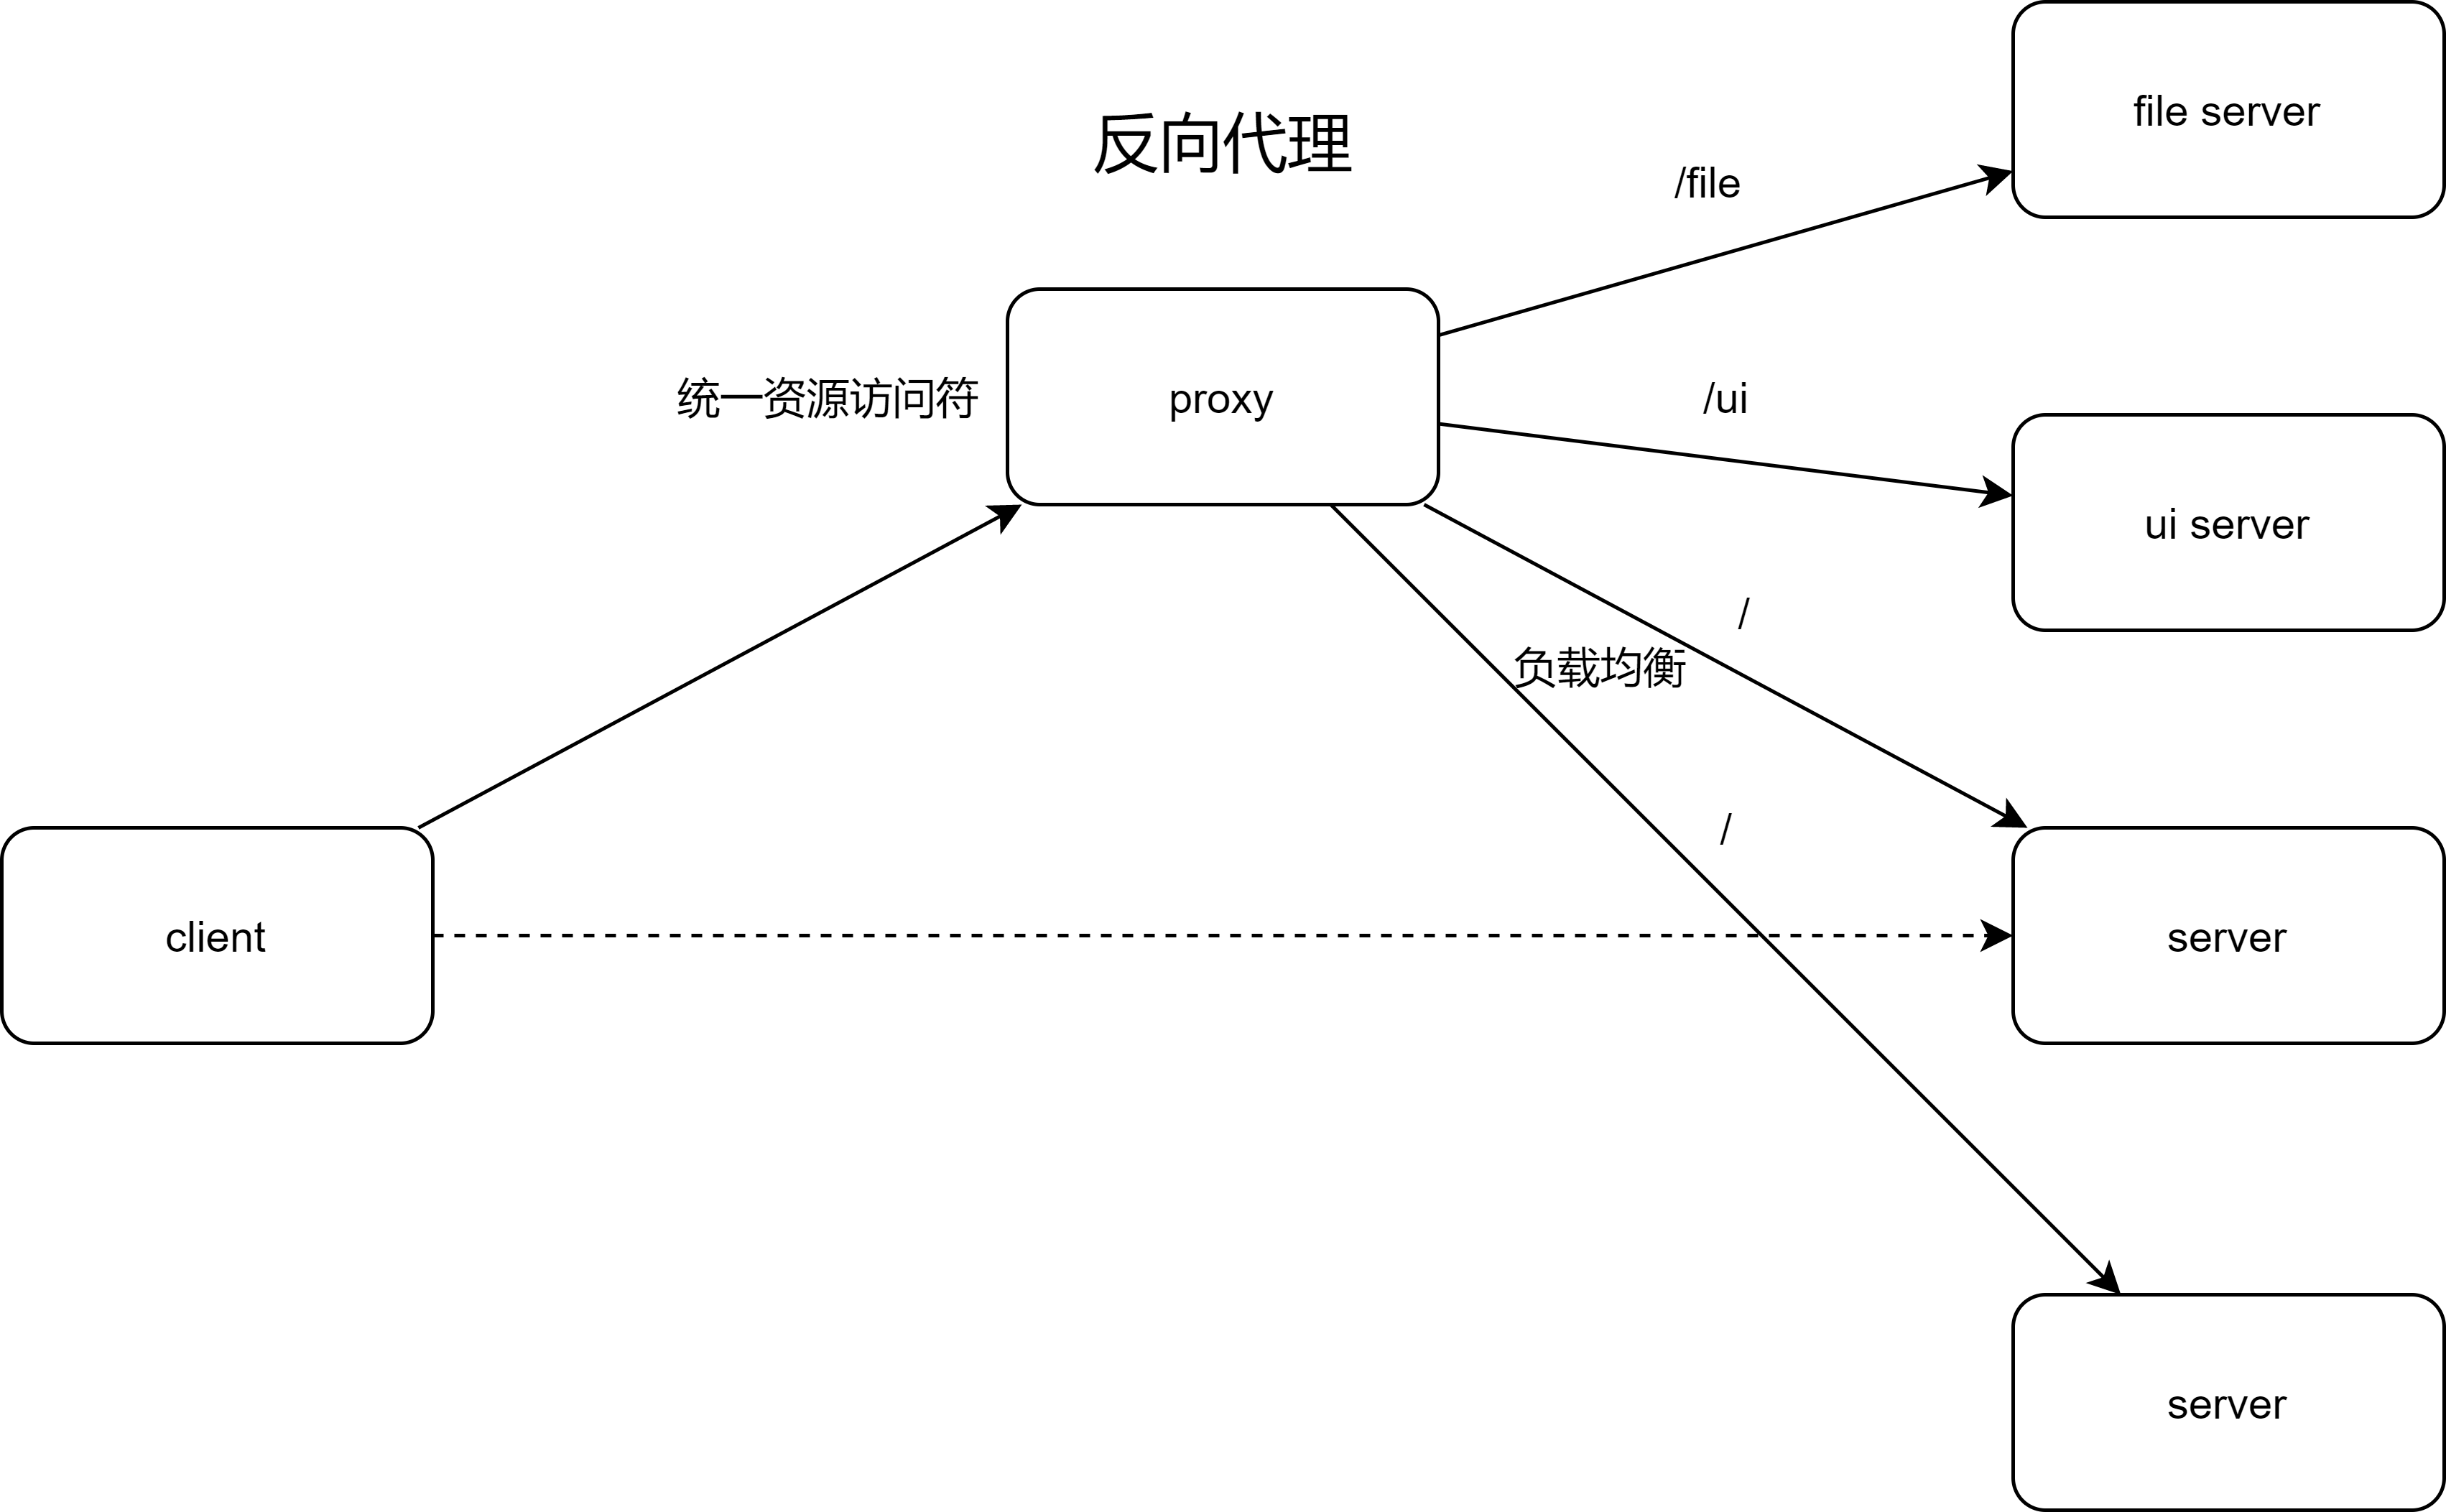 file server
反向代理
/file
统一资源访问符
proxy
/ui
ui server
/
负载均衡
/
client
server
server